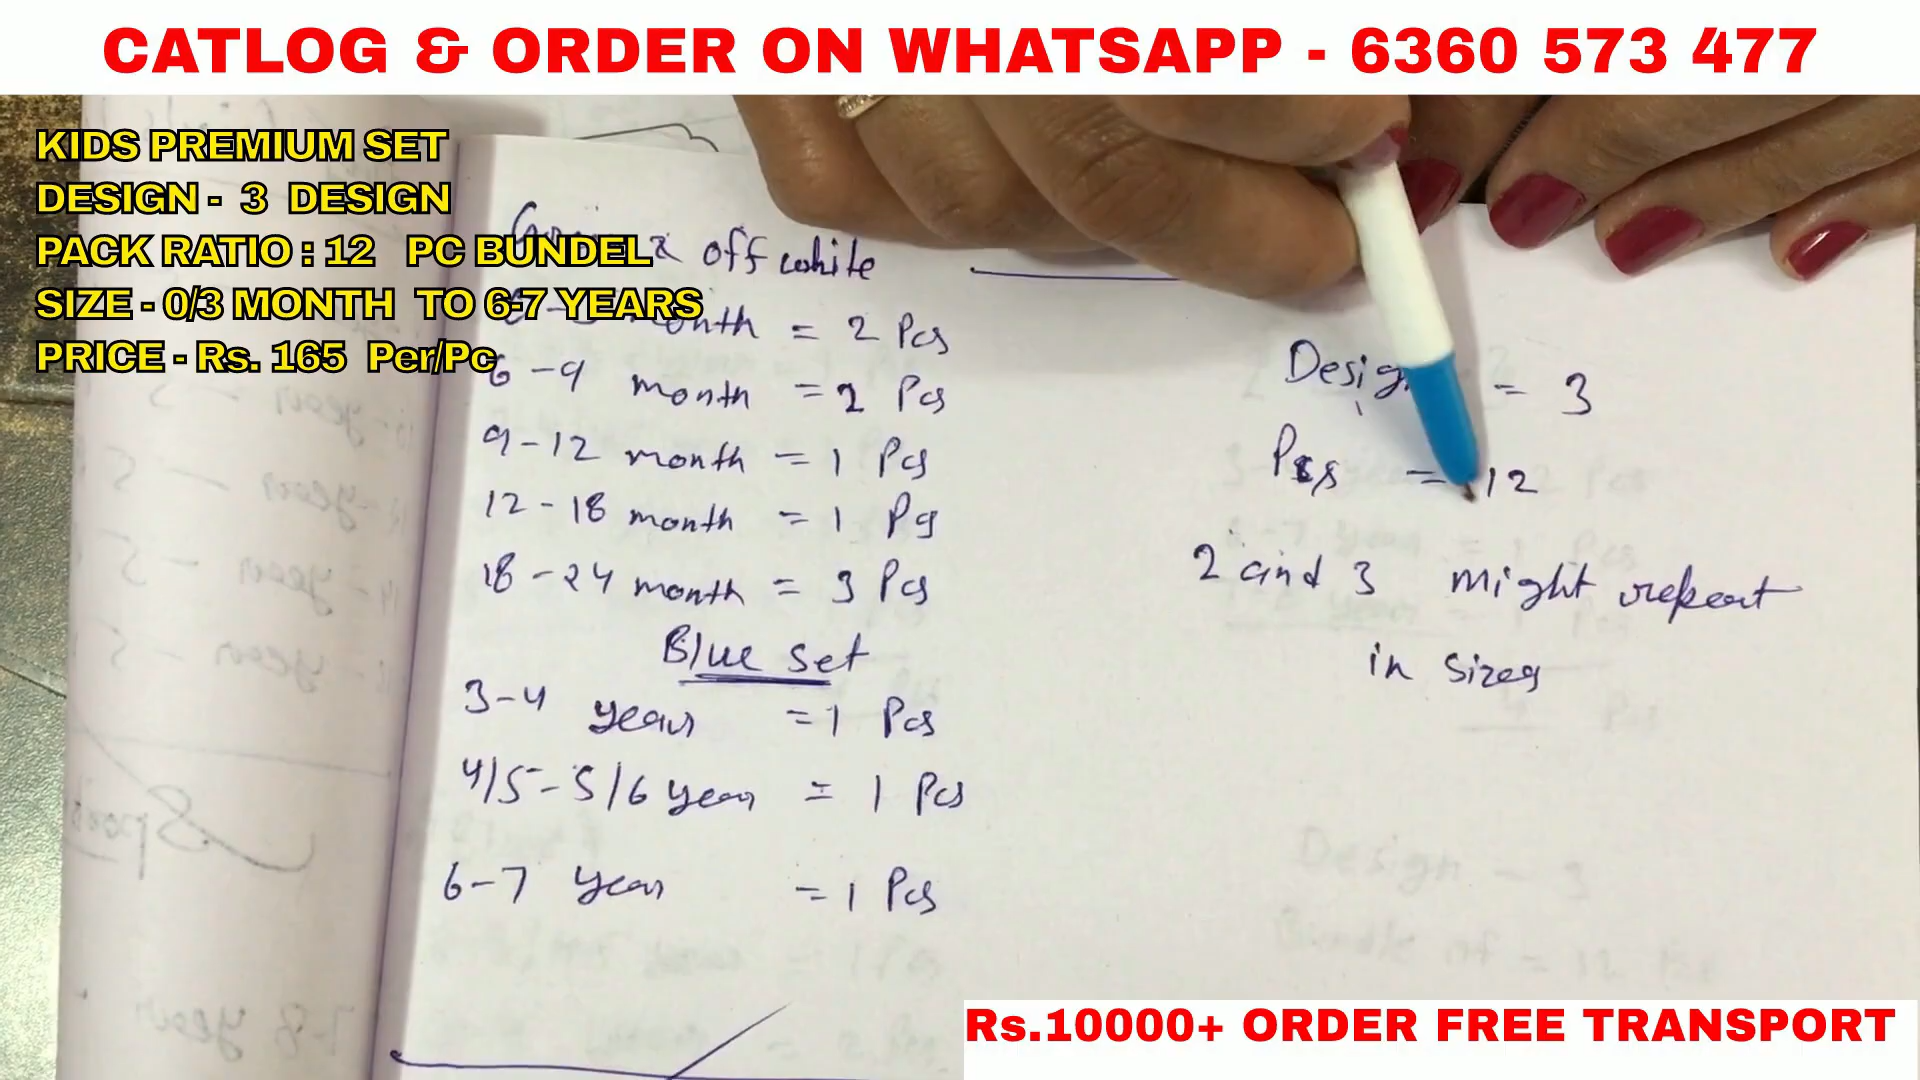 CATLOG & ORDER ON WHATSAPP - 6360 573 477
KIDS PREMIUM SET
DESIGN - 3 DESIGN
PACK RATIO : 12 PC BUNDEL
SIZE - 0/3 MONTH TO 6-7 YEARS
PRICE - Rs. 165 Per/Pc
& off white
month = 2 Pcs
6-9 month = 2 Pcs
9-12 month = 1 Pcs
12-18 month = 1 Pcs
18-24 month = 3 Pcs
Blue set
3-4 years = 1 Pcs
4/5-5/6 year = 1 Pcs
6-7 year = 1 Pcs
Design = 3
Pcs = 12
2 and 3 might repeat
in sizes
Rs.10000+ ORDER FREE TRANSPORT